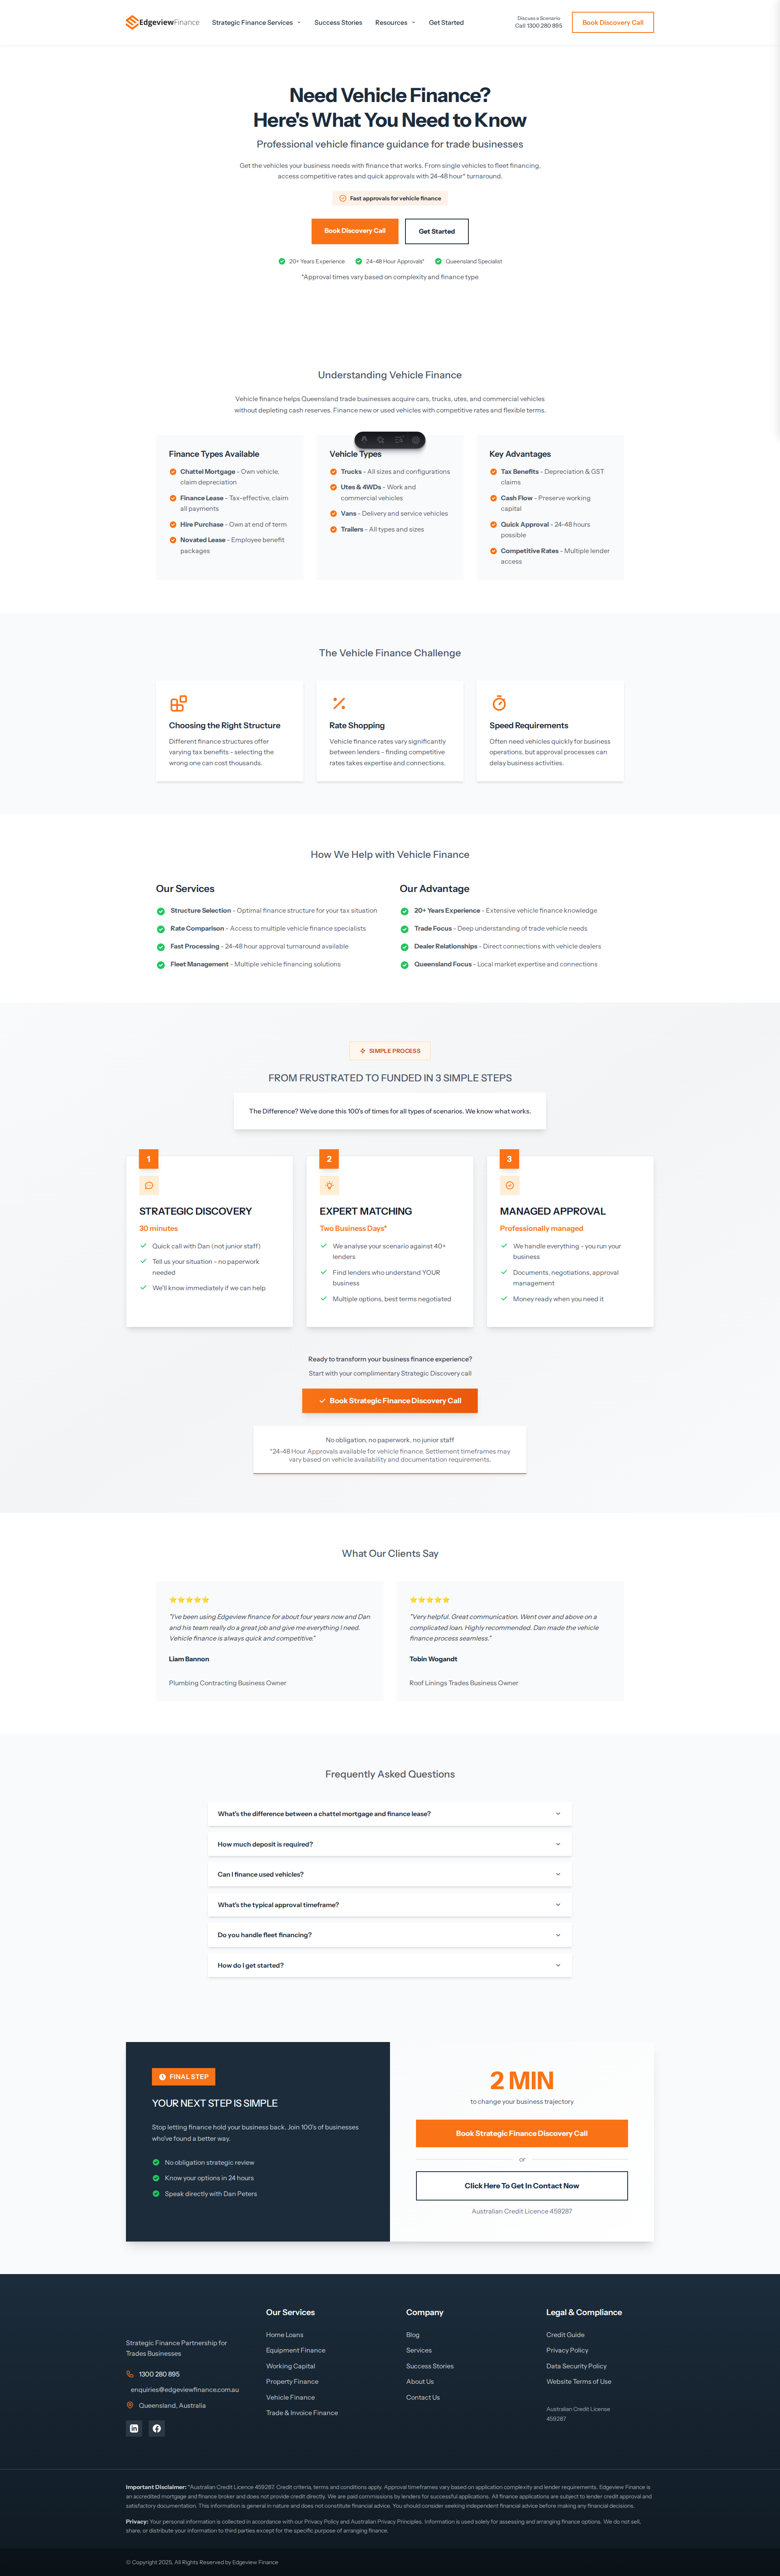 EdgeviewFinance
Strategic Finance Services
Success Stories
Resources
Get Started
Discuss a Scenario
Call 1300 280 895
Book Discovery Call
Need Vehicle Finance?
Here's What You Need to Know
Professional vehicle finance guidance for trade businesses
Get the vehicles your business needs with finance that works. From single vehicles to fleet financing,
access competitive rates and quick approvals with 24-48 hour* turnaround.
Fast approvals for vehicle finance
Book Discovery Call
Get Started
20+ Years Experience
24-48 Hour Approvals*
Queensland Specialist
*Approval times vary based on complexity and finance type
Understanding Vehicle Finance
Vehicle finance helps Queensland trade businesses acquire cars, trucks, utes, and commercial vehicles
without depleting cash reserves. Finance new or used vehicles with competitive rates and flexible terms.
Finance Types Available
Chattel Mortgage - Own vehicle,
claim depreciation
Finance Lease - Tax-effective, claim
all payments
Hire Purchase - Own at end of term
Novated Lease - Employee benefit
packages
Vehicle Types
Trucks - All sizes and configurations
Utes & 4WDs - Work and
commercial vehicles
Vans - Delivery and service vehicles
Trailers - All types and sizes
Key Advantages
Tax Benefits - Depreciation & GST
claims
Cash Flow - Preserve working
capital
Quick Approval - 24-48 hours
possible
Competitive Rates - Multiple lender
access
The Vehicle Finance Challenge
Choosing the Right Structure
Different finance structures offer
varying tax benefits - selecting the
wrong one can cost thousands.
Rate Shopping
Vehicle finance rates vary significantly
between lenders - finding competitive
rates takes expertise and connections.
Speed Requirements
Often need vehicles quickly for business
operations, but approval processes can
delay business activities.
How We Help with Vehicle Finance
Our Services
Structure Selection - Optimal finance structure for your tax situation
Rate Comparison - Access to multiple vehicle finance specialists
Fast Processing - 24-48 hour approval turnaround available
Fleet Management - Multiple vehicle financing solutions
Our Advantage
20+ Years Experience - Extensive vehicle finance knowledge
Trade Focus - Deep understanding of trade vehicle needs
Dealer Relationships - Direct connections with vehicle dealers
Queensland Focus - Local market expertise and connections
SIMPLE PROCESS
FROM FRUSTRATED TO FUNDED IN 3 SIMPLE STEPS
The Difference? We've done this 100's of times for all types of scenarios. We know what works.
1
STRATEGIC DISCOVERY
30 minutes
Quick call with Dan (not junior staff)
Tell us your situation - no paperwork
needed
We'll know immediately if we can help
2
EXPERT MATCHING
Two Business Days*
We analyse your scenario against 40+
lenders
Find lenders who understand YOUR
business
Multiple options, best terms negotiated
3
MANAGED APPROVAL
Professionally managed
We handle everything - you run your
business
Documents, negotiations, approval
management
Money ready when you need it
Ready to transform your business finance experience?
Start with your complimentary Strategic Discovery call
Book Strategic Finance Discovery Call
No obligation, no paperwork, no junior staff
*24-48 Hour Approvals available for vehicle finance. Settlement timeframes may
vary based on vehicle availability and documentation requirements.
What Our Clients Say
"I've been using Edgeview finance for about four years now and Dan
and his team really do a great job and give me everything I need.
Vehicle finance is always quick and competitive."
Liam Bannon
Plumbing Contracting Business Owner
"Very helpful. Great communication. Went over and above on a
complicated loan. Highly recommended. Dan made the vehicle
finance process seamless."
Tobin Wogandt
Roof Linings Trades Business Owner
Frequently Asked Questions
What's the difference between a chattel mortgage and finance lease?
How much deposit is required?
Can I finance used vehicles?
What's the typical approval timeframe?
Do you handle fleet financing?
How do I get started?
FINAL STEP
YOUR NEXT STEP IS SIMPLE
Stop letting finance hold your business back. Join 100's of businesses
who've found a better way.
No obligation strategic review
Know your options in 24 hours
Speak directly with Dan Peters
2 MIN
to change your business trajectory
Book Strategic Finance Discovery Call
or
Click Here To Get In Contact Now
Australian Credit Licence 459287
Strategic Finance Partnership for
Trades Businesses
1300 280 895
enquiries@edgeviewfinance.com.au
Queensland, Australia
Our Services
Home Loans
Equipment Finance
Working Capital
Property Finance
Vehicle Finance
Trade & Invoice Finance
Company
Blog
Services
Success Stories
About Us
Contact Us
Legal & Compliance
Credit Guide
Privacy Policy
Data Security Policy
Website Terms of Use
Australian Credit License
459287
Important Disclaimer: *Australian Credit Licence 459287. Credit criteria, terms and conditions apply. Approval timeframes vary based on application complexity and lender requirements. Edgeview Finance is
an accredited mortgage and finance broker and does not provide credit directly. We are paid commissions by lenders for successful applications. All finance applications are subject to lender credit approval and
satisfactory documentation. This information is general in nature and does not constitute financial advice. You should consider seeking independent financial advice before making any financial decisions.
Privacy: Your personal information is collected in accordance with our Privacy Policy and Australian Privacy Principles. Information is used solely for assessing and arranging finance options. We do not sell,
share, or distribute your information to third parties except for the specific purpose of arranging finance.
© Copyright 2025, All Rights Reserved by Edgeview Finance